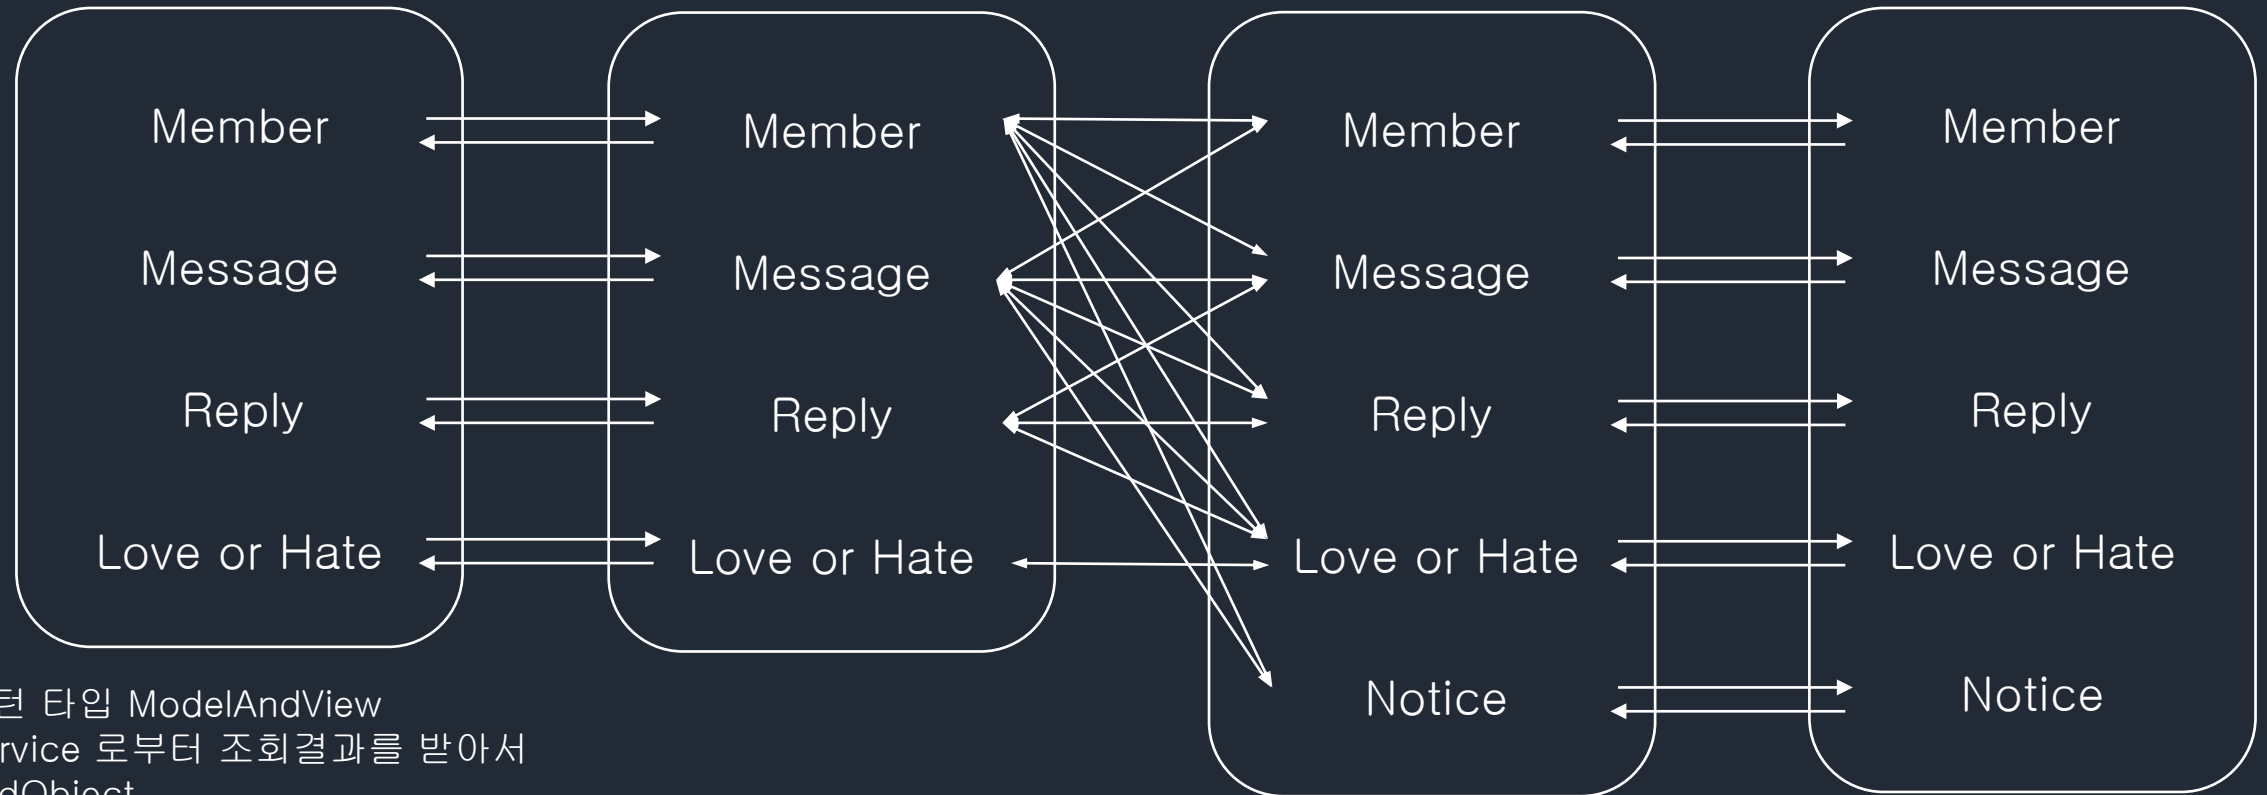 Member
Message
Reply
Love or Hate
Member
Message
Reply
Love or Hate
Member
Message
Reply
Love or Hate
Notice
Member
Message
Reply
Love or Hate
Notice
턴 타입 ModelAndView
rvice 로부터 조회결과를 받아서
dObject